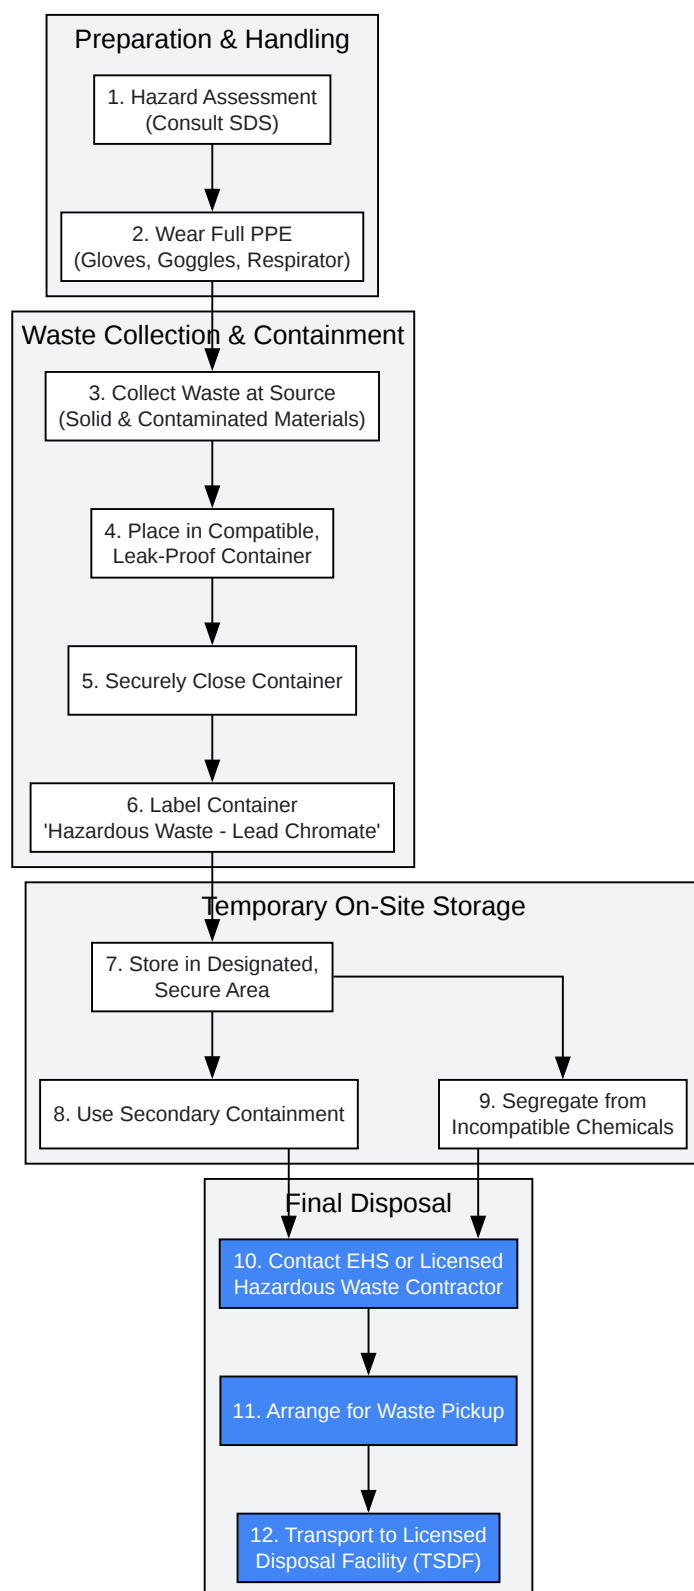 Preparation & Handling
1. Hazard Assessment
(Consult SDS)
2. Wear Full PPE
(Gloves, Goggles, Respirator)
Waste Collection & Containment
3. Collect Waste at Source
(Solid & Contaminated Materials)
4. Place in Compatible,
Leak-Proof Container
5. Securely Close Container
6. Label Container
'Hazardous Waste - Lead Chromate'
Temporary On-Site Storage
7. Store in Designated,
Secure Area
8. Use Secondary Containment
9. Segregate from
Incompatible Chemicals
Final Disposal
10. Contact EHS or Licensed
Hazardous Waste Contractor
11. Arrange for Waste Pickup
12. Transport to Licensed
Disposal Facility (TSDF)